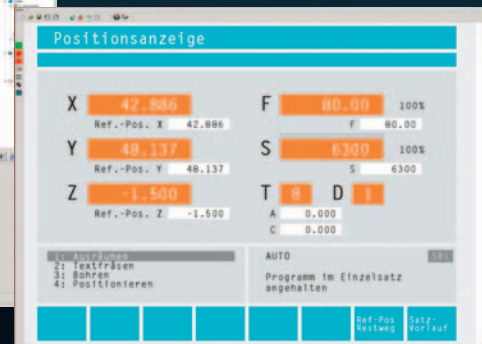 Positionsanzeige
X 42.886 F 80.00 100%
Ref.-Pos. X 42.886 F 80.00
Y 48.137 S 6300 100%
Ref.-Pos. Y 48.137 S 6300
Z -1.500 T 8 D 1
Ref.-Pos. Z -1.500 A 0.000
C 0.000
1: Ausräumen AUTO SBL
2: Textfräsen
3: Bohren Programm im Einzelsatz
4: Positionieren angehalten
Ref-Pos Satz-
Restweg Vorlauf